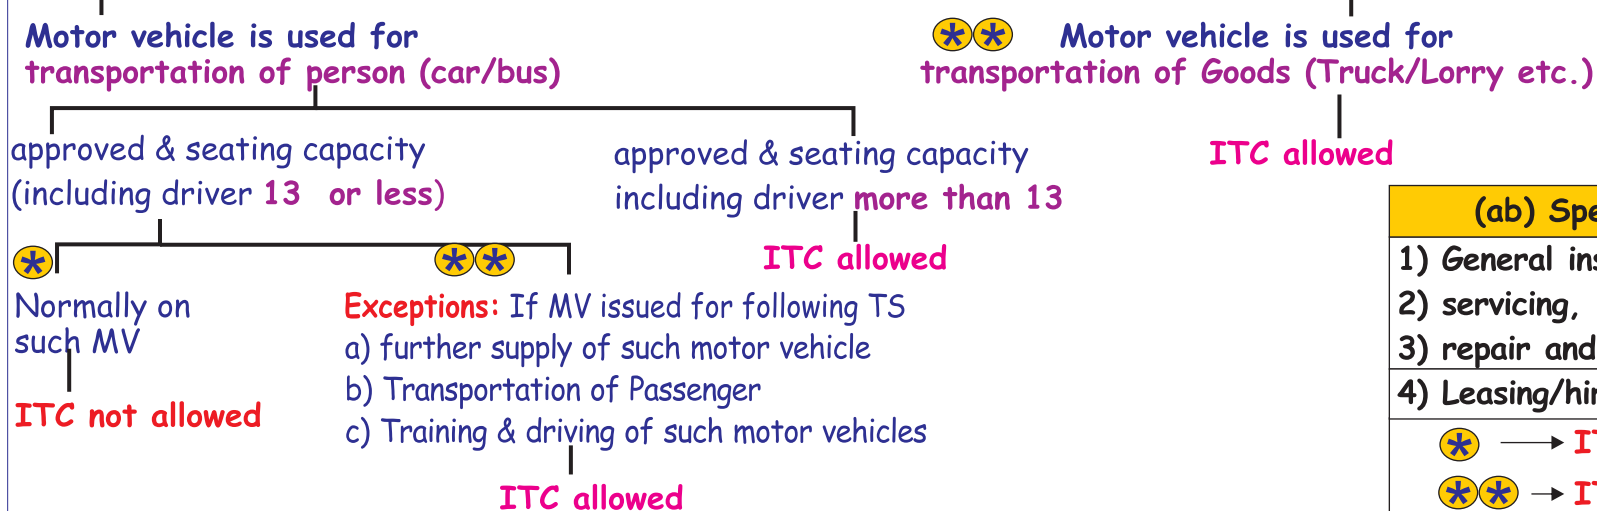 Motor vehicle is used for
transportation of person (car/bus)
** Motor vehicle is used for
transportation of Goods (Truck/Lorry etc.)
ITC allowed
approved & seating capacity
(including driver 13 or less)
approved & seating capacity
including driver more than 13
ITC allowed
*
Normally on
such MV
ITC not allowed
**
Exceptions: If MV issued for following TS
a) further supply of such motor vehicle
b) Transportation of Passenger
c) Training & driving of such motor vehicles
ITC allowed
(ab)
1) General
2) servicing,
3) repair and
4)
*
**